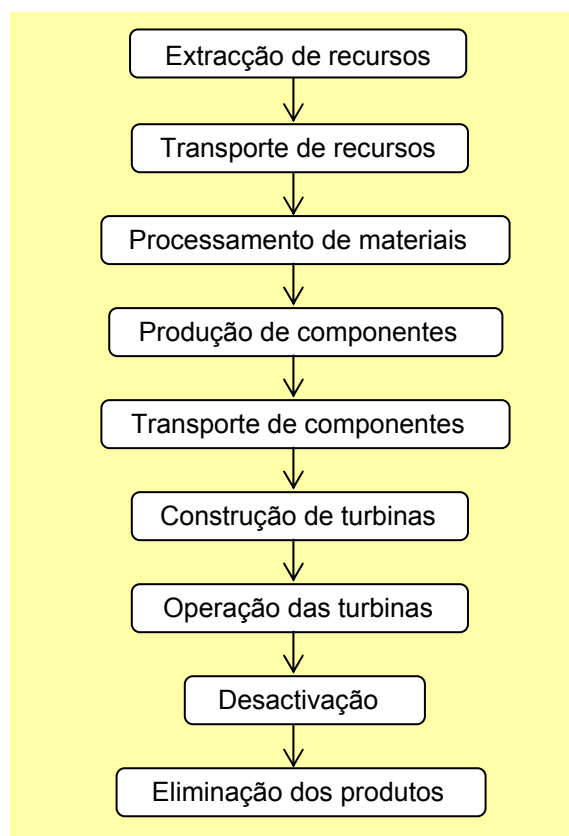 Extracção de recursos
Transporte de recursos
Processamento de materiais
Produção de componentes
Transporte de componentes
Construção de turbinas
Operação das turbinas
Desactivação
Eliminação dos produtos